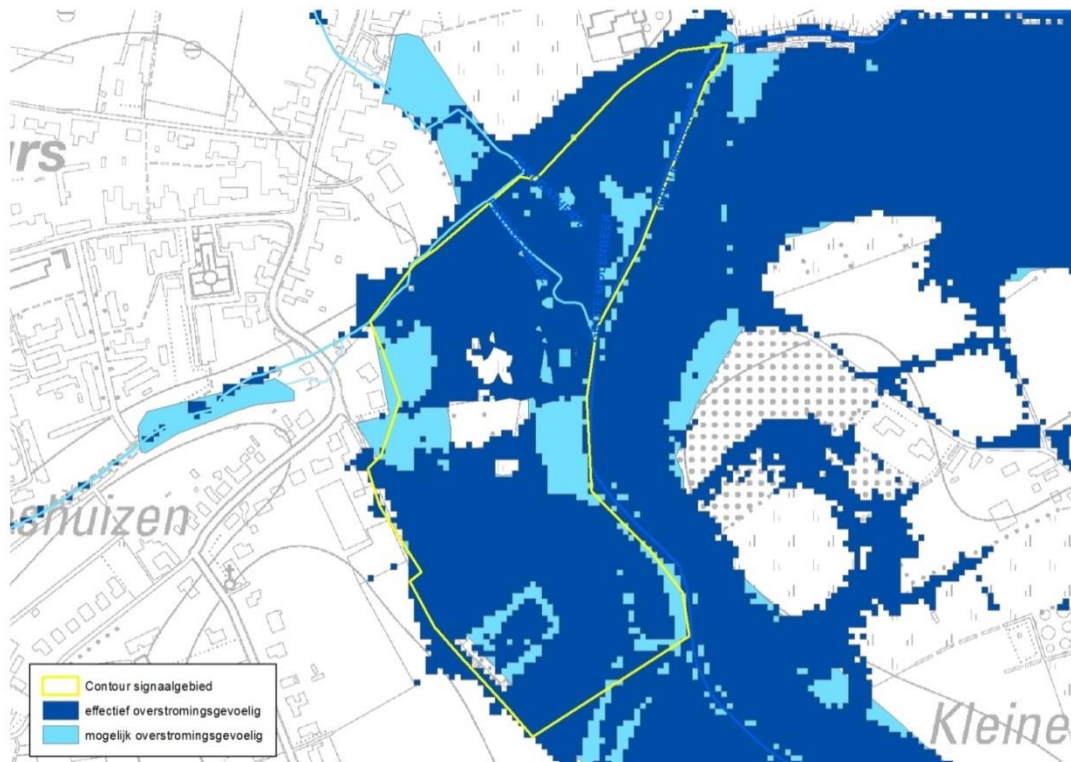 rs
shuizen
Contour signaalgebied
effectief overstromingsgevoelig
mogelijk overstromingsgevoelig
Kleine